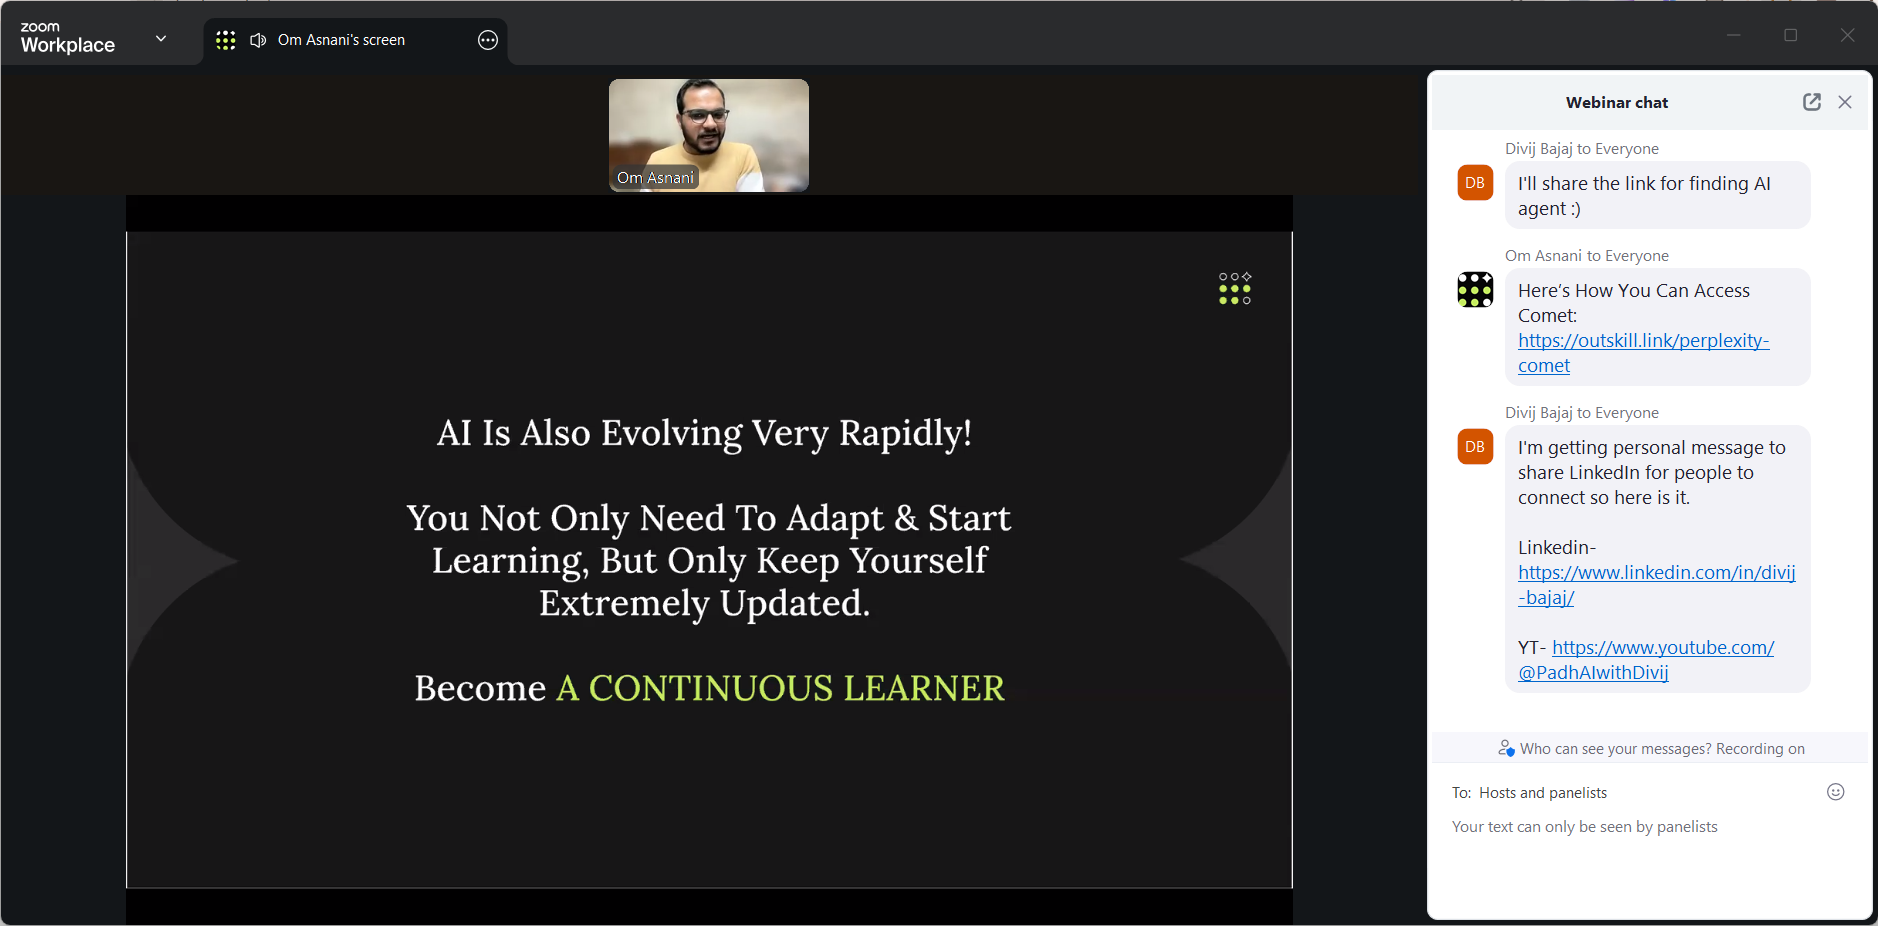 zoom
Workplace
Om Asnani's screen
Om Asnani
AI Is Also Evolving Very Rapidly!
You Not Only Need To Adapt & Start
Learning, But Only Keep Yourself
Extremely Updated.
Become A CONTINUOUS LEARNER
Webinar chat
Divij Bajaj to Everyone
DB
I'll share the link for finding AI
agent :)
Om Asnani to Everyone
Here’s How You Can Access
Comet:
https://outskill.link/perplexity-
comet
Divij Bajaj to Everyone
DB
I'm getting personal message to
share LinkedIn for people to
connect so here is it.
Linkedin-
https://www.linkedin.com/in/divij
-bajaj/
YT- https://www.youtube.com/
@PadhAIwithDivij
Who can see your messages? Recording on
To: Hosts and panelists
Your text can only be seen by panelists